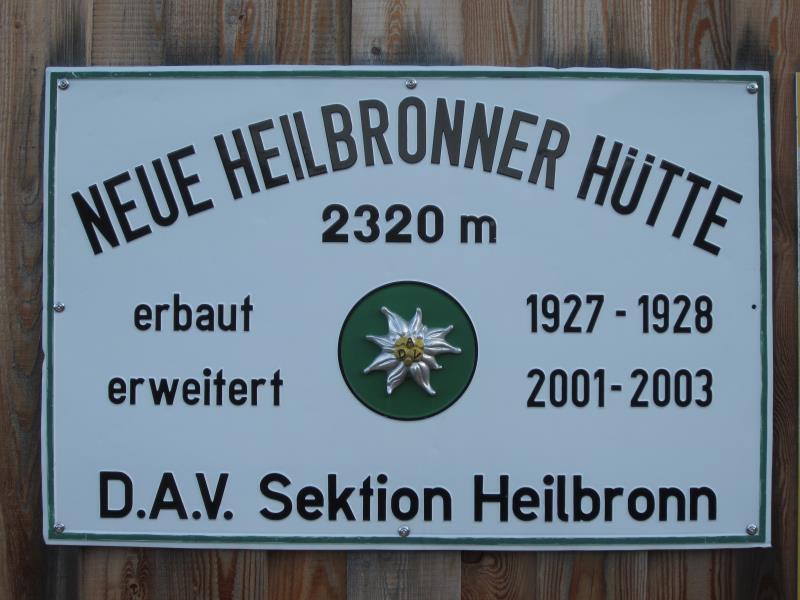 NEUE HEILBRONNER HÜTTE
2320 m
erbaut 1927 - 1928
erweitert 2001 - 2003
D.A.V. Sektion Heilbronn